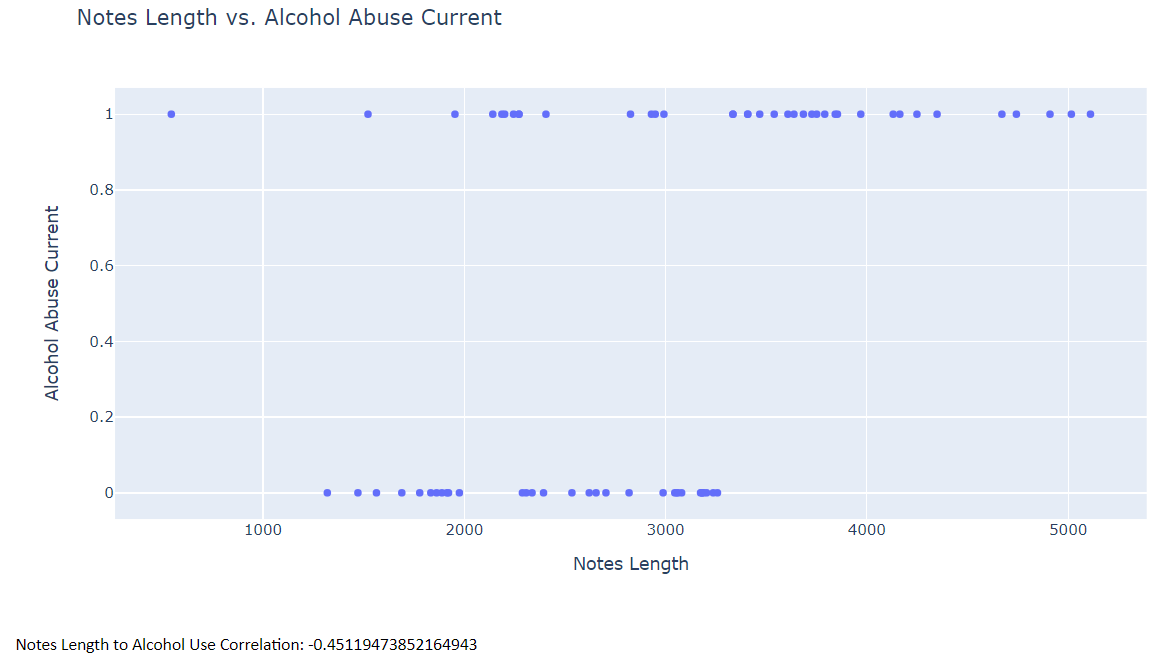 Notes Length vs. Alcohol Abuse Current
1
0.8
0.6
0.4
0.2
0
Alcohol Abuse Current
1000 2000 3000 4000 5000
Notes Length
Notes Length to Alcohol Use Correlation: -0.45119473852164943